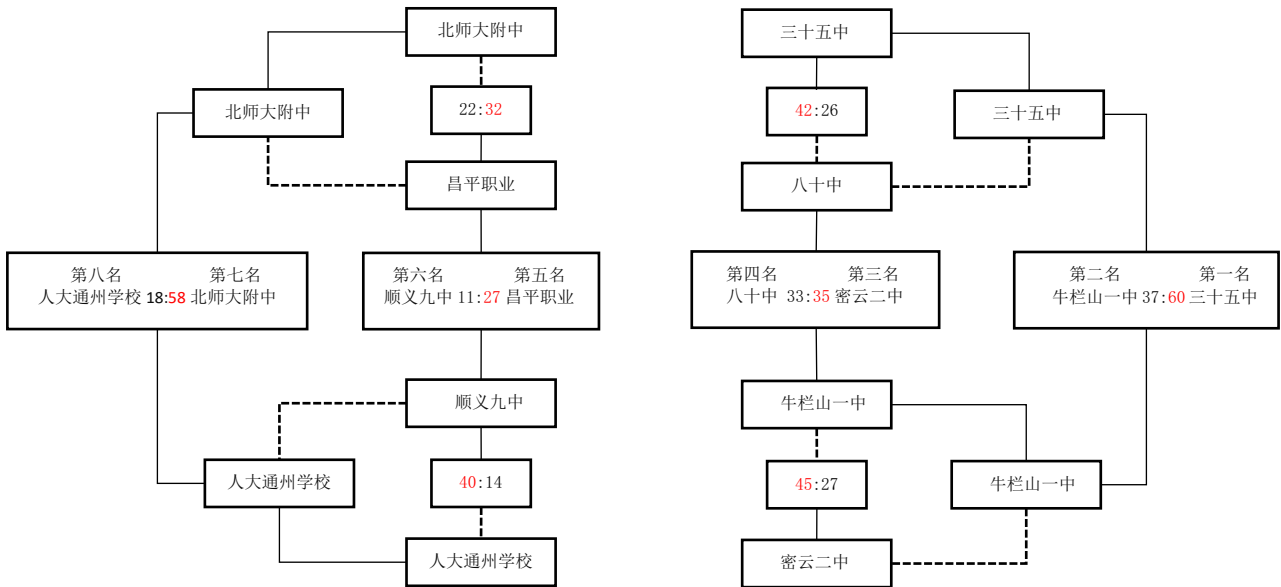 北师大附中
三十五中
北师大附中
22:32
42:26
三十五中
昌平职业
八十中
第八名 第七名
人大通州学校 18:58 北师大附中
第六名 第五名
顺义九中 11:27 昌平职业
第四名 第三名
八十中 33:35 密云二中
第二名 第一名
牛栏山一中 37:60 三十五中
顺义九中
牛栏山一中
人大通州学校
40:14
45:27
牛栏山一中
人大通州学校
密云二中